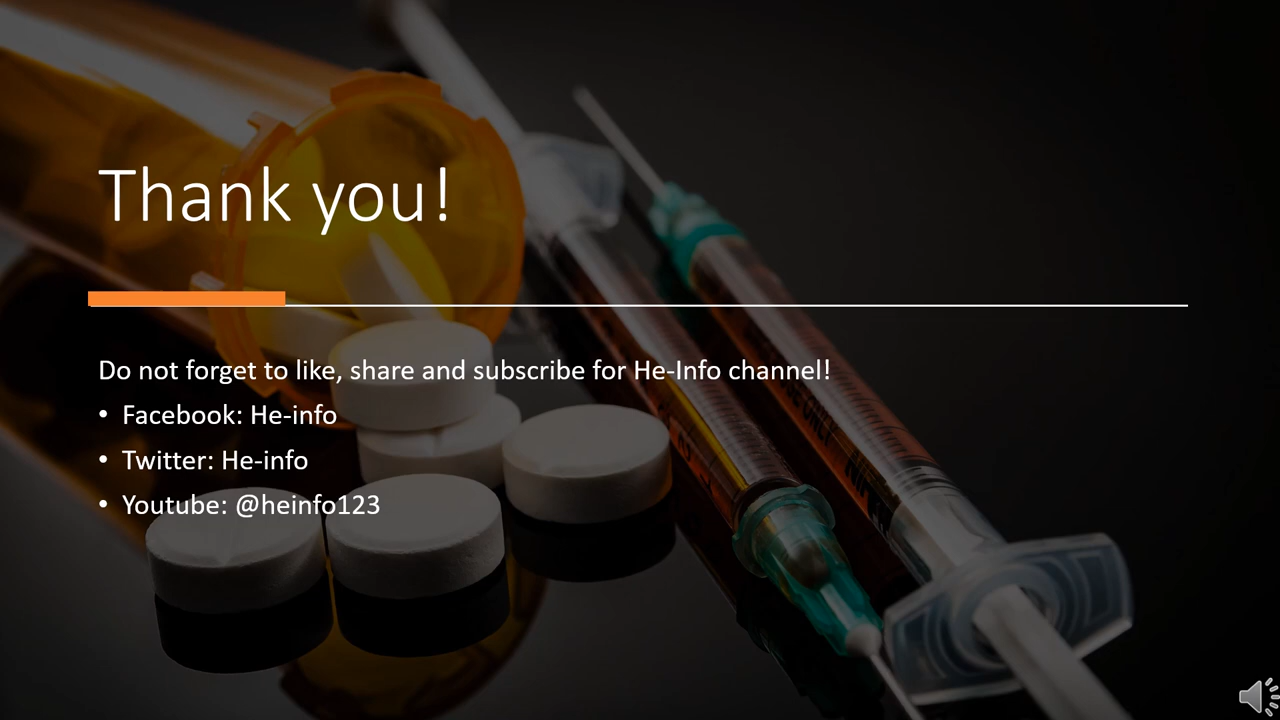 Thank you!
Do not forget to like, share and subscribe for He-Info channel!
• Facebook: He-info
• Twitter: He-info
• Youtube: @heinfo123